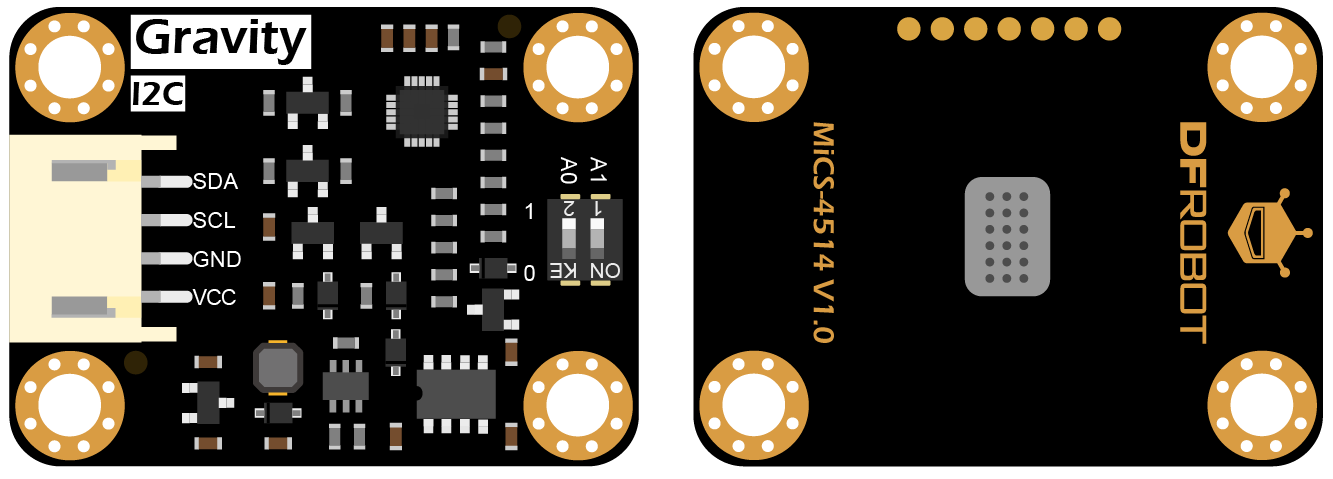 Gravity
I2C
SDA
SCL
GND
VCC
A0 A1
1
0
2 1
KE ON
MiCS-4514 V1.0
DFROBOT